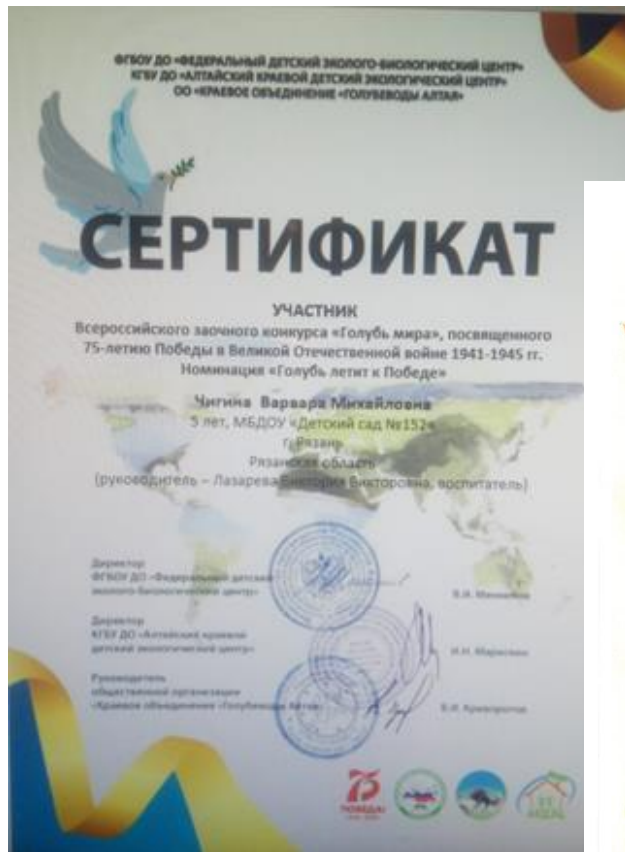 ФГБОУ ДО «ФЕДЕРАЛЬНЫЙ ДЕТСКИЙ ЭКОЛОГО-БИОЛОГИЧЕСКИЙ ЦЕНТР»
КГБУ ДО «АЛТАЙСКИЙ КРАЕВОЙ ДЕТСКИЙ ЭКОЛОГИЧЕСКИЙ ЦЕНТР»
ОО «КРАЕВОЕ ОБЪЕДИНЕНИЕ «ГОЛУБЕВОДЫ АЛТАЯ»
СЕРТИФИКАТ
УЧАСТНИК
Всероссийского заочного конкурса «Голубь мира», посвященного
75-летию Победы в Великой Отечественной войне 1941-1945 гг.
Номинация «Голубь летит к Победе»
Чигина Варвара Михайловна
5 лет, МБДОУ «Детский сад №152»
г. Рязань
Рязанская область
(руководитель – Лазарева Виктория Викторовна, воспитатель)
Директор
ФГБОУ ДО «Федеральный детский
эколого-биологический центр»
Директор
КГБУ ДО «Алтайский краевой
детский экологический центр»
Руководитель
общественной организации
«Краевое объединение «Голубеводы Алтая»
75
ПОБЕДА!